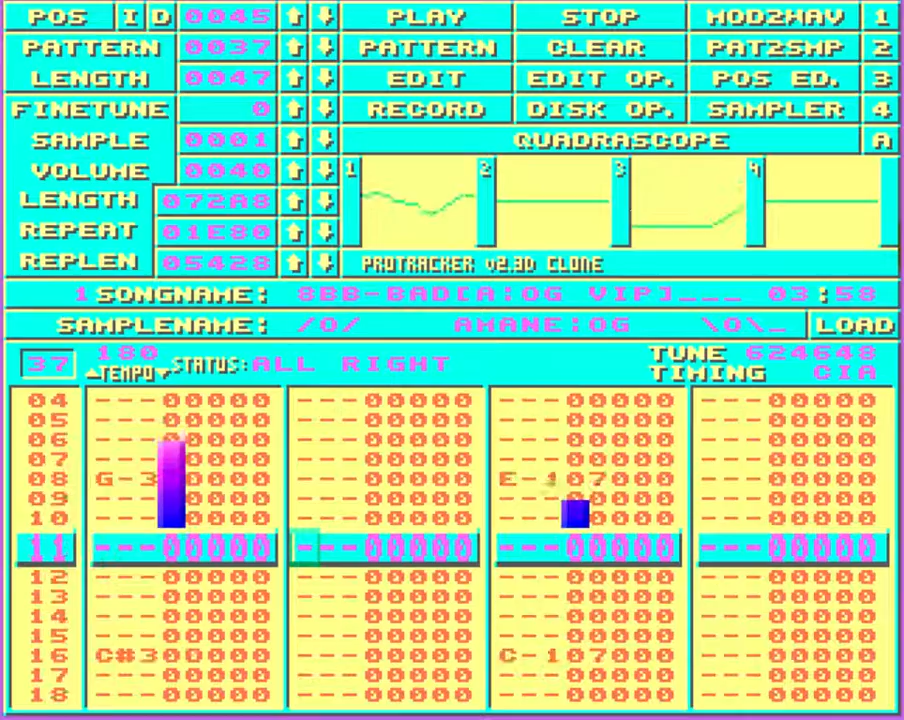 POS I D 0045 PLAY STOP MOD2WAV 1
PATTERN 0037 PATTERN CLEAR PAT2SMP 2
LENGTH 0047 EDIT EDIT OP. POS ED. 3
FINETUNE 0 RECORD DISK OP. SAMPLER 4
SAMPLE 0001 QUADRASCOPE A
VOLUME 0040 1 2 3 4
LENGTH 072A8
REPEAT 01E80
REPLEN 05428 PROTRACKER v2.3D CLONE
SONGNAME: 8BB-BAD[A:OG VIP]___ 03:58
SAMPLENAME: /O/ AMANE:OG \O\_ LOAD
37 180 TEMPO STATUS:ALL RIGHT TUNE 624648
TIMING CIA
04 ---00000 ---00000 ---00000 ---00000
05 ---00000 ---00000 ---00000 ---00000
06 ---00000 ---00000 ---00000 ---00000
07 ---00000 ---00000 ---00000 ---00000
08 G-3 0000 ---00000 E-107000 ---00000
09 ---00000 ---00000 ---00000 ---00000
10 ---00000 ---00000 ---00000 ---00000
11 ---00000 ---00000 ---00000 ---00000
12 ---00000 ---00000 ---00000 ---00000
13 ---00000 ---00000 ---00000 ---00000
14 ---00000 ---00000 ---00000 ---00000
15 ---00000 ---00000 ---00000 ---00000
16 C#300000 ---00000 C-107000 ---00000
17 ---00000 ---00000 ---00000 ---00000
18 ---00000 ---00000 ---00000 ---00000